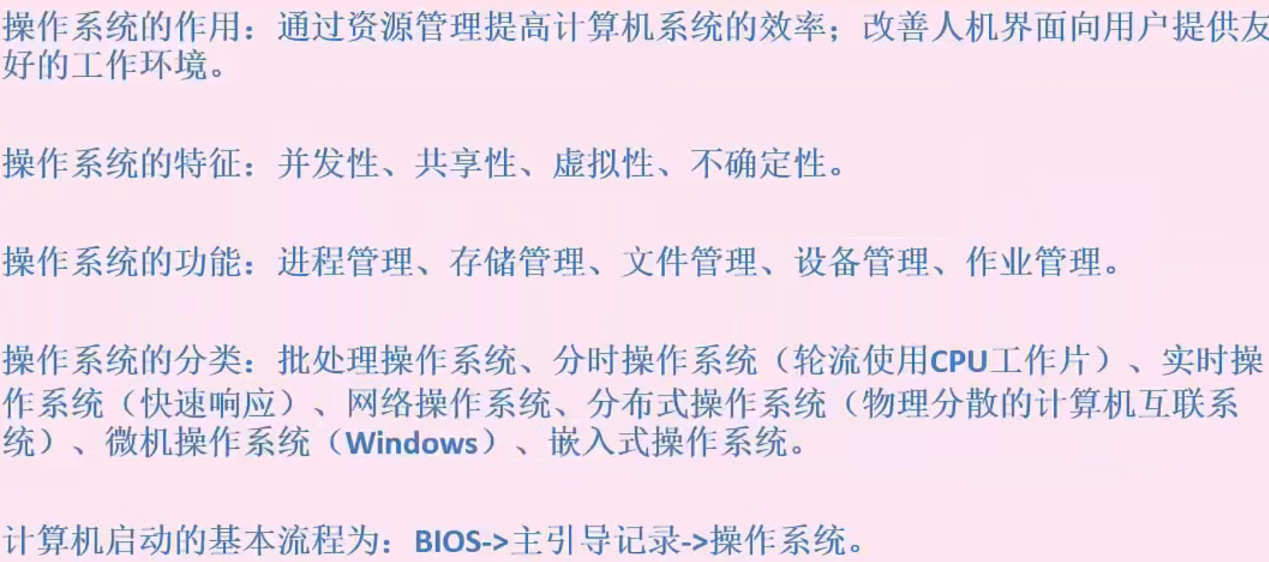 操作系统的作用：通过资源管理提高计算机系统的效率；改善人机界面向用户提供友
好的工作环境。
操作系统的特征：并发性、共享性、虚拟性、不确定性。
操作系统的功能：进程管理、存储管理、文件管理、设备管理、作业管理。
操作系统的分类：批处理操作系统、分时操作系统（轮流使用CPU工作片）、实时操
作系统（快速响应）、网络操作系统、分布式操作系统（物理分散的计算机互联系
统）、微机操作系统（Windows）、嵌入式操作系统。
计算机启动的基本流程为：BIOS->主引导记录->操作系统。